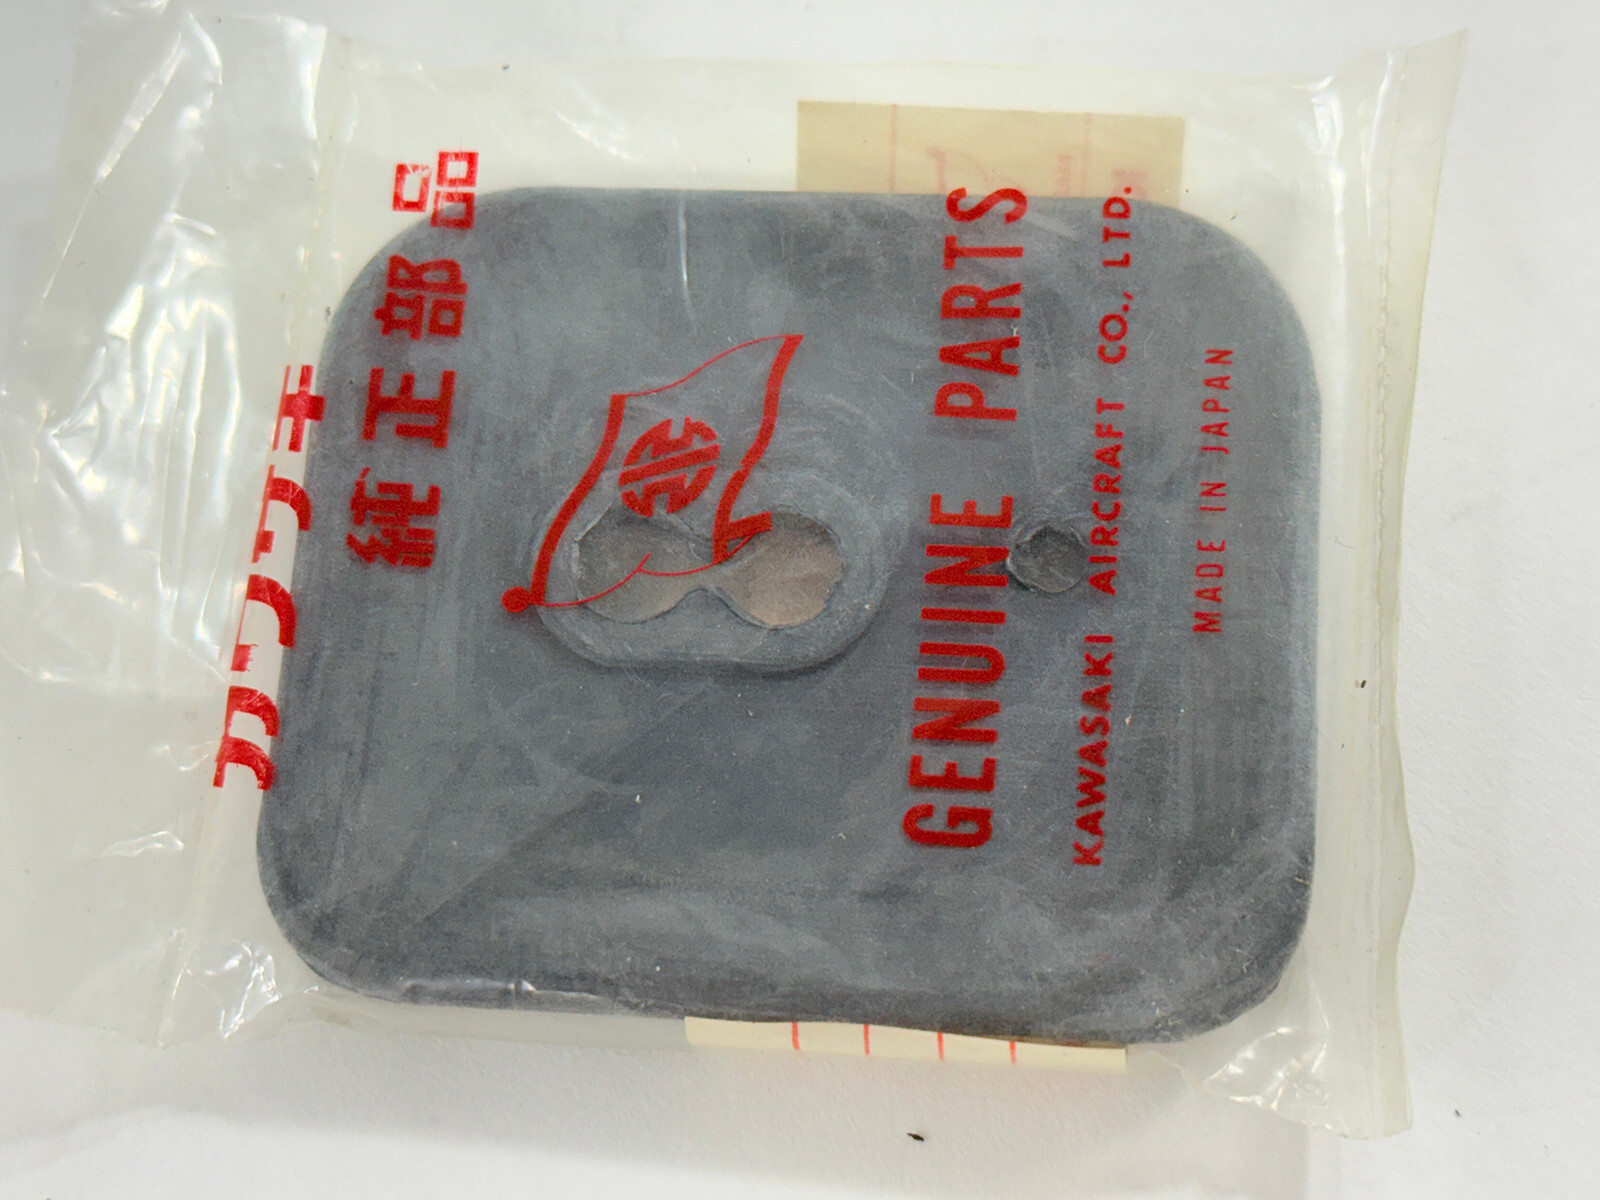 カワサキ
純正部品
GENUINE PARTS
KAWASAKI AIRCRAFT CO., LTD.
MADE IN JAPAN